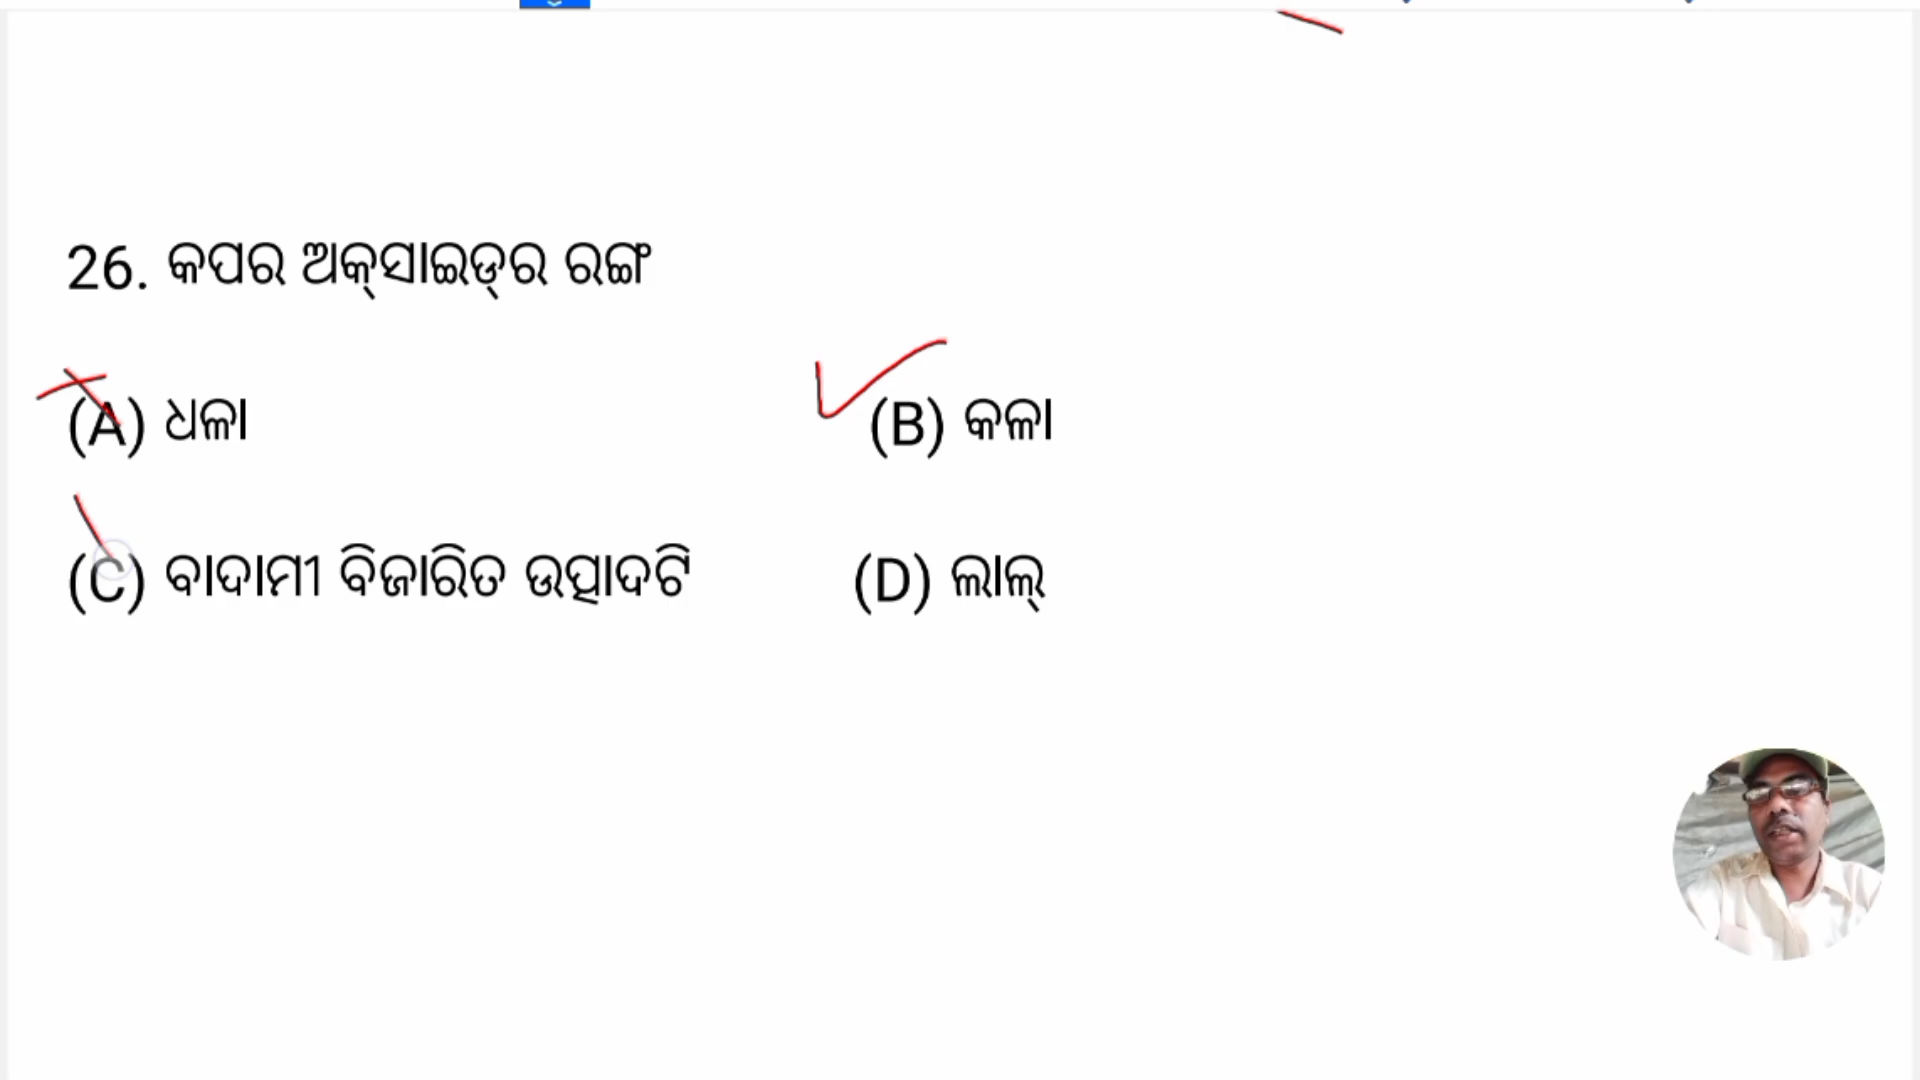 26. କପର ଅକ୍‌ସାଇଡ୍‌ର ରଙ୍ଗ
(A) ଧଳା (B) କଳା
(C) ବାଦାମୀ ବିଜାରିତ ଉତ୍ପାଦଟି (D) ଲାଲ୍